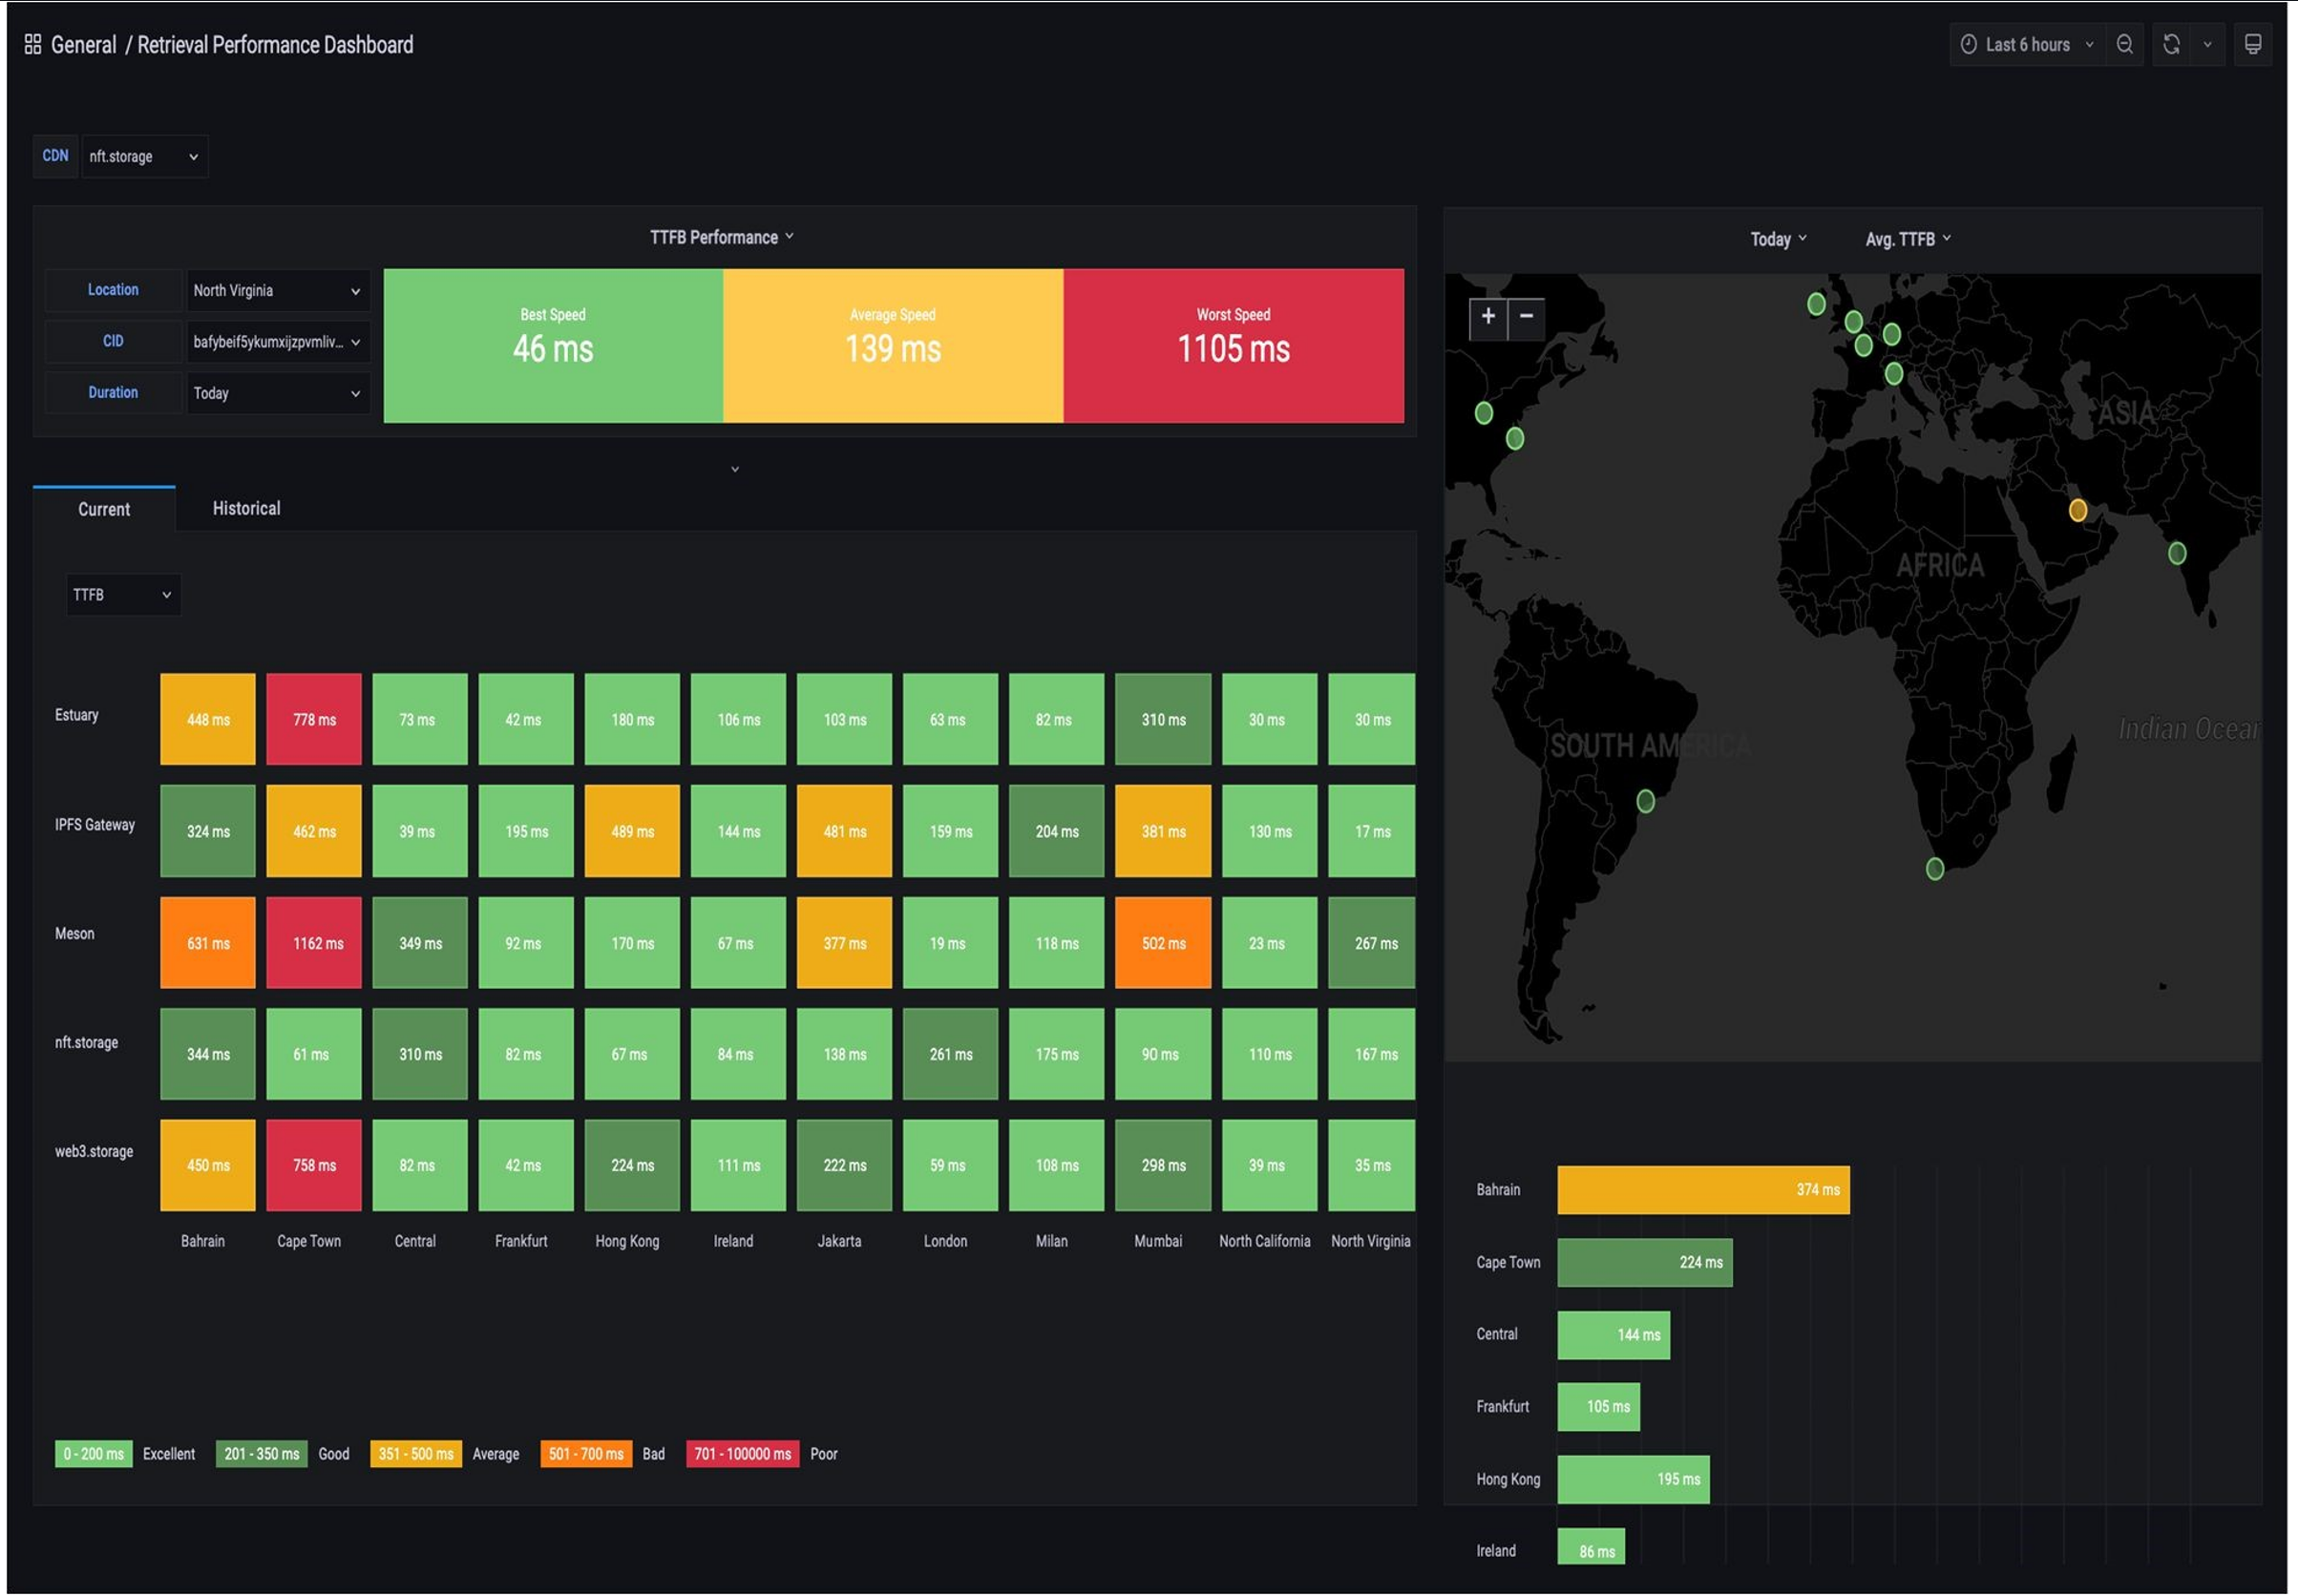 General / Retrieval Performance Dashboard
Last 6 hours
CDN nft.storage
TTFB Performance
Location North Virginia
CID bafybeif5ykumxijzpvmliv...
Duration Today
Best Speed
46 ms
Average Speed
139 ms
Worst Speed
1105 ms
Current Historical
TTFB
Estuary 448 ms 778 ms 73 ms 42 ms 180 ms 106 ms 103 ms 63 ms 82 ms 310 ms 30 ms 30 ms
IPFS Gateway 324 ms 462 ms 39 ms 195 ms 489 ms 144 ms 481 ms 159 ms 204 ms 381 ms 130 ms 17 ms
Meson 631 ms 1162 ms 349 ms 92 ms 170 ms 67 ms 377 ms 19 ms 118 ms 502 ms 23 ms 267 ms
nft.storage 344 ms 61 ms 310 ms 82 ms 67 ms 84 ms 138 ms 261 ms 175 ms 90 ms 110 ms 167 ms
web3.storage 450 ms 758 ms 82 ms 42 ms 224 ms 111 ms 222 ms 59 ms 108 ms 298 ms 39 ms 35 ms
Bahrain Cape Town Central Frankfurt Hong Kong Ireland Jakarta London Milan Mumbai North California North Virginia
0 - 200 ms Excellent 201 - 350 ms Good 351 - 500 ms Average 501 - 700 ms Bad 701 - 100000 ms Poor
Today Avg. TTFB
+ −
ASIA
AFRICA
Indian Ocear
SOUTH AMERICA
Bahrain 374 ms
Cape Town 224 ms
Central 144 ms
Frankfurt 105 ms
Hong Kong 195 ms
Ireland 86 ms